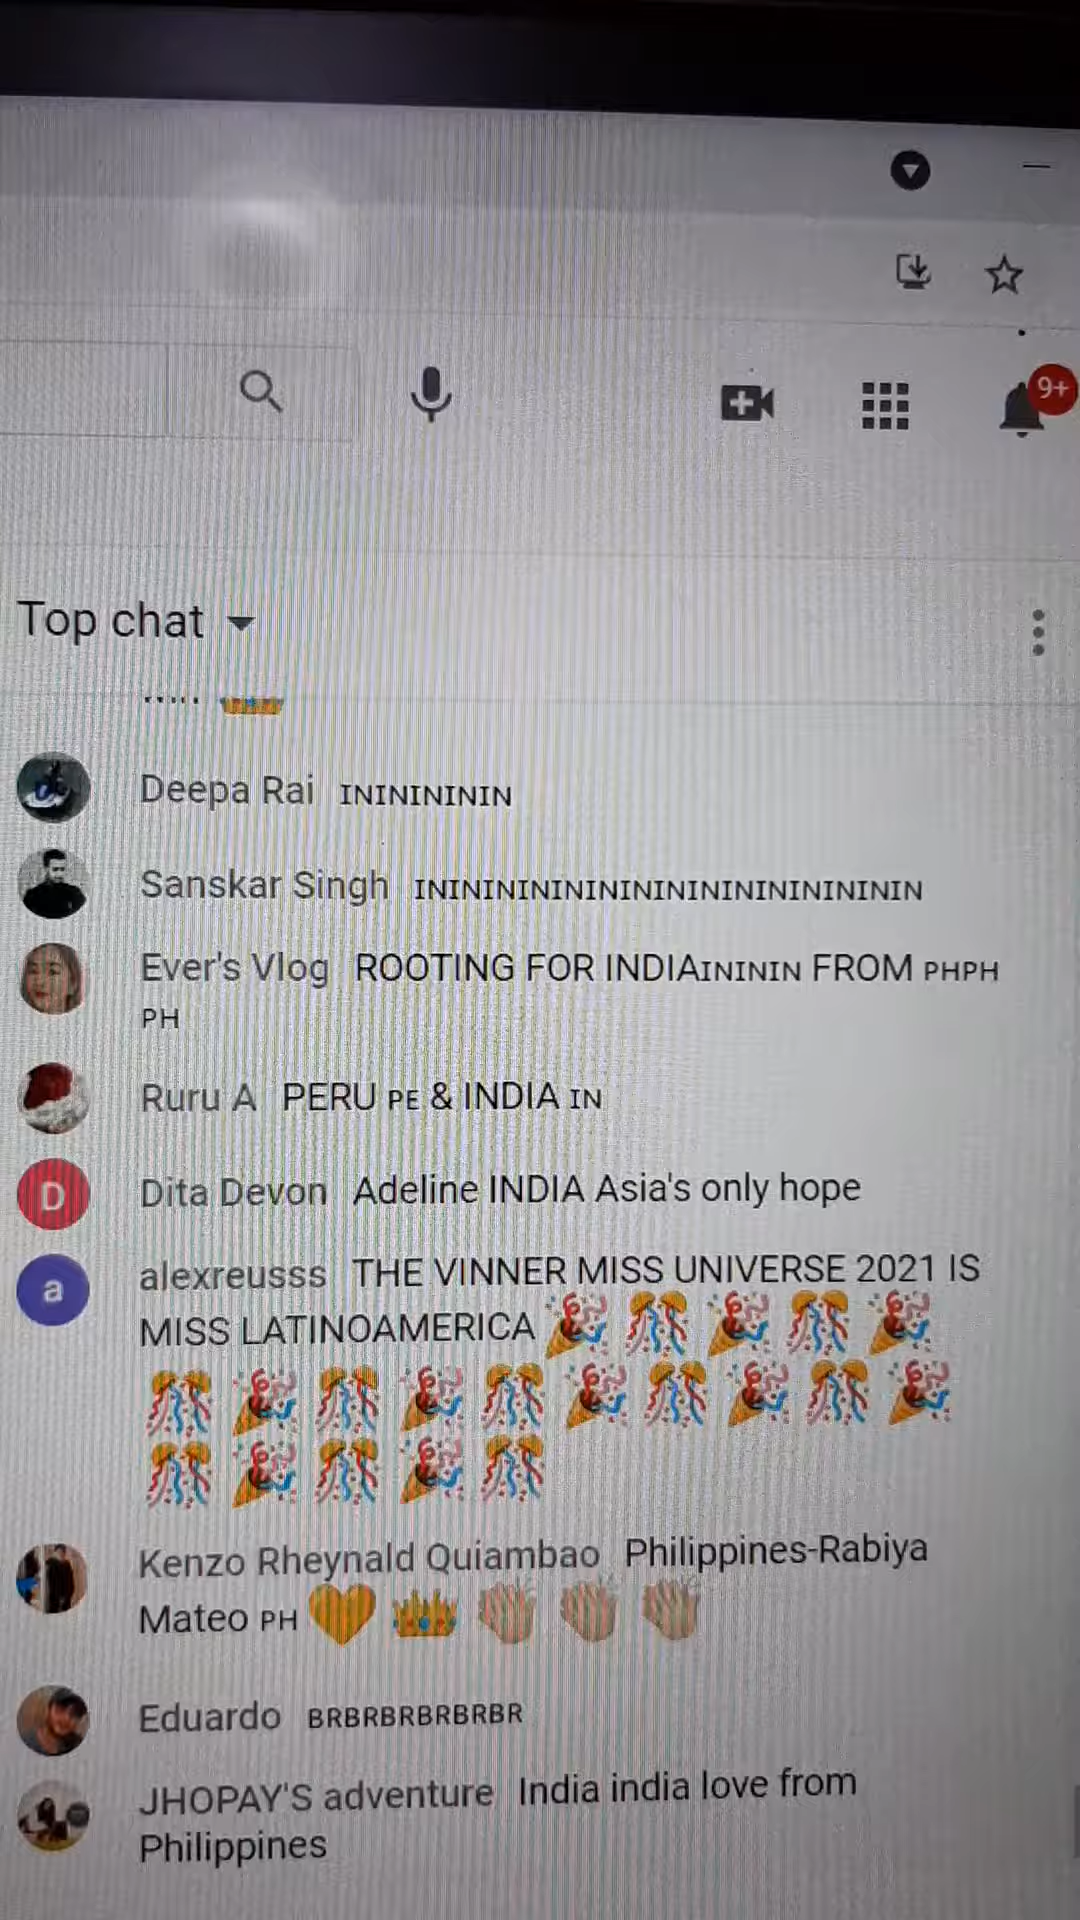 9+
Top chat
Deepa Rai ININININ
Sanskar Singh INININININININININININININ
Ever's Vlog ROOTING FOR INDIAINININ FROM PHPH
PH
Ruru A PERU PE & INDIA IN
D Dita Devon Adeline INDIA Asia's only hope
a alexreusss THE VINNER MISS UNIVERSE 2021 IS
MISS LATINOAMERICA 🎉 🎊 🎉 🎊 🎉
🎊 🎉 🎊 🎉 🎊 🎉 🎊 🎉 🎊 🎉
🎊 🎉 🎊 🎉 🎊
Kenzo Rheynald Quiambao Philippines-Rabiya
Mateo PH 💛 👑 👏🏼 👏🏼 👏🏼
Eduardo BRBRBRBRBRBR
JHOPAY'S adventure India india love from
Philippines